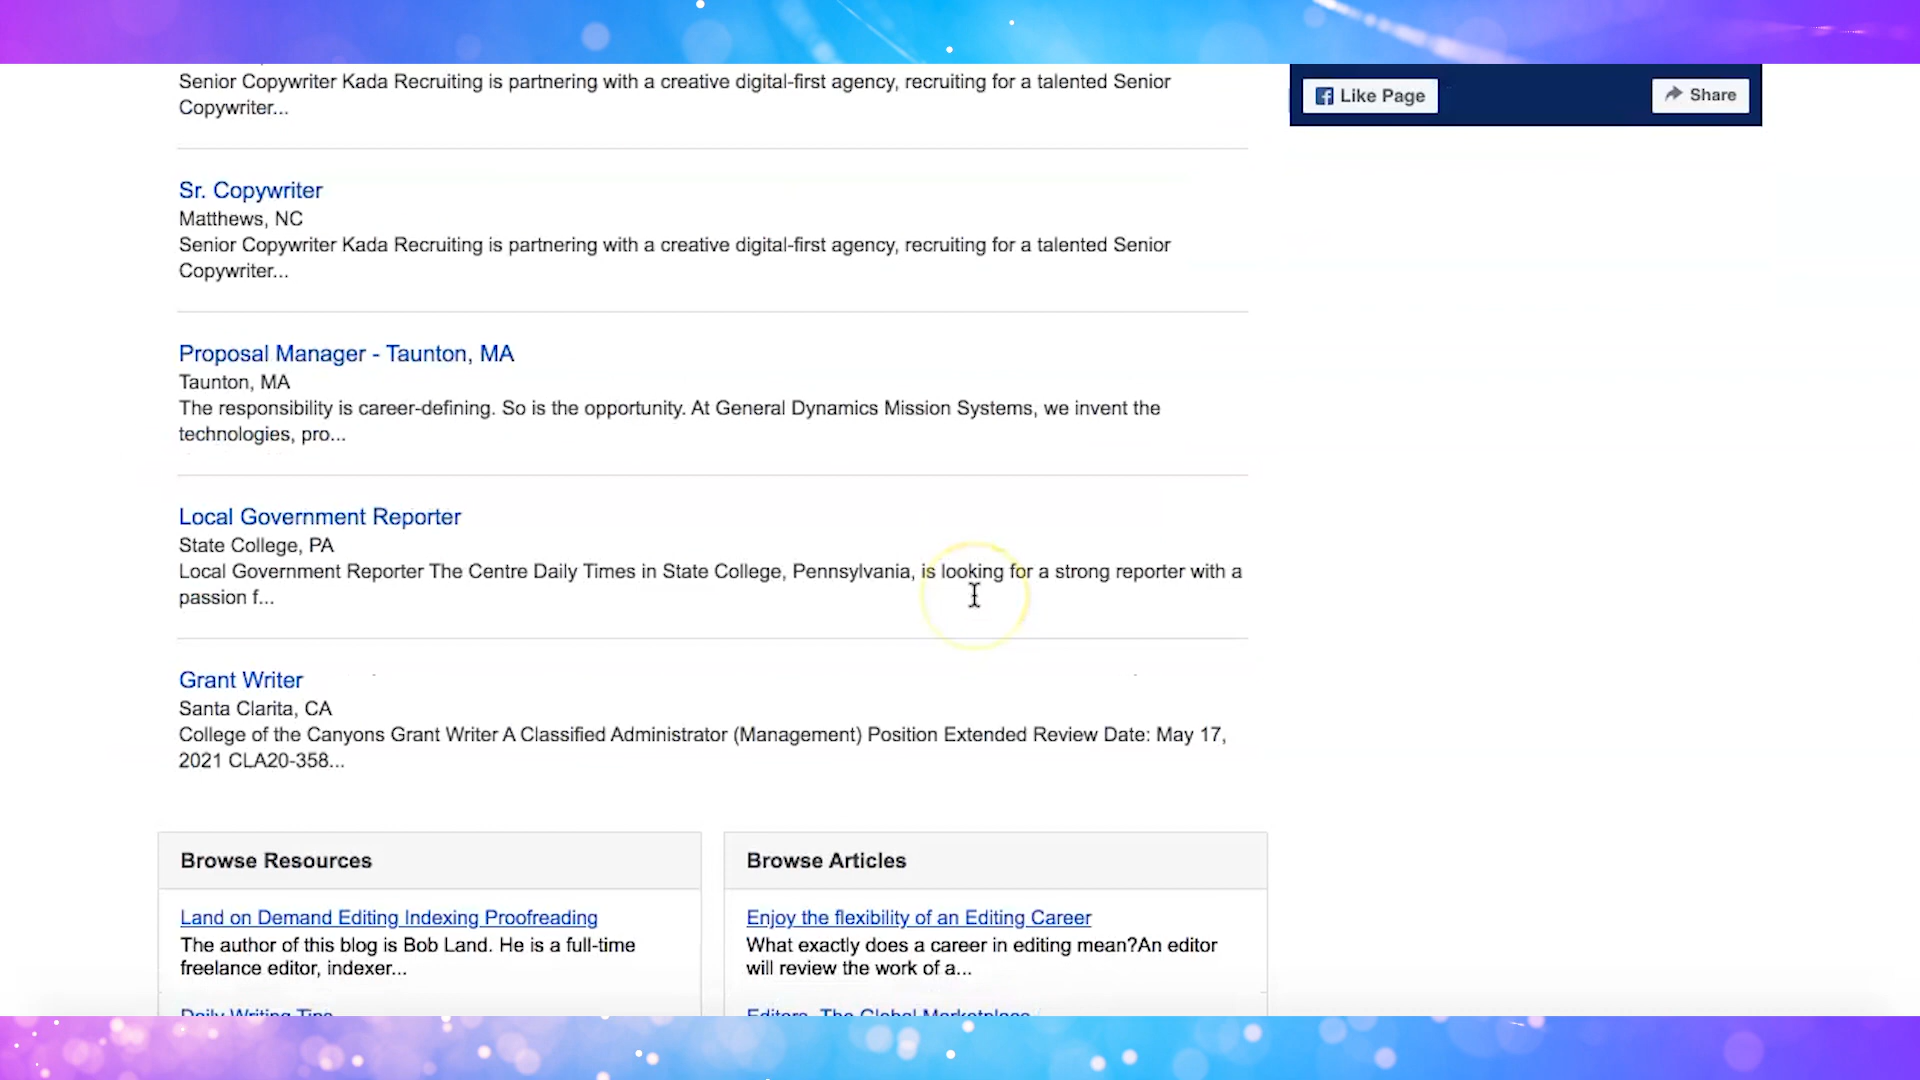 Senior Copywriter Kada Recruiting is partnering with a creative digital-first agency, recruiting for a talented Senior
Copywriter...
Like Page
Share
Sr. Copywriter
Matthews, NC
Senior Copywriter Kada Recruiting is partnering with a creative digital-first agency, recruiting for a talented Senior
Copywriter...
Proposal Manager - Taunton, MA
Taunton, MA
The responsibility is career-defining. So is the opportunity. At General Dynamics Mission Systems, we invent the
technologies, pro...
Local Government Reporter
State College, PA
Local Government Reporter The Centre Daily Times in State College, Pennsylvania, is looking for a strong reporter with a
passion f...
Grant Writer
Santa Clarita, CA
College of the Canyons Grant Writer A Classified Administrator (Management) Position Extended Review Date: May 17,
2021 CLA20-358...
Browse Resources
Land on Demand Editing Indexing Proofreading
The author of this blog is Bob Land. He is a full-time
freelance editor, indexer...
Daily Writing Tips
Browse Articles
Enjoy the flexibility of an Editing Career
What exactly does a career in editing mean?An editor
will review the work of a...
Editors, The Global Marketplace